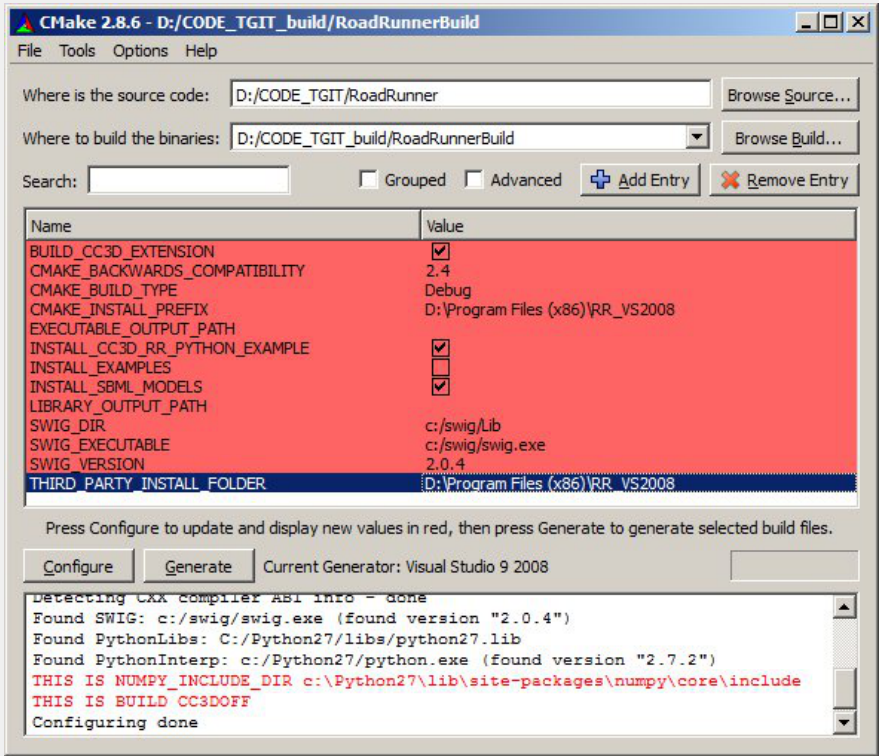 CMake 2.8.6 - D:/CODE_TGIT_build/RoadRunnerBuild
File Tools Options Help
Where is the source code: D:/CODE_TGIT/RoadRunner Browse Source...
Where to build the binaries: D:/CODE_TGIT_build/RoadRunnerBuild Browse Build...
Search: Grouped Advanced Add Entry Remove Entry
Name Value
BUILD_CC3D_EXTENSION
CMAKE_BACKWARDS_COMPATIBILITY 2.4
CMAKE_BUILD_TYPE Debug
CMAKE_INSTALL_PREFIX D:\Program Files (x86)\RR_VS2008
EXECUTABLE_OUTPUT_PATH
INSTALL_CC3D_RR_PYTHON_EXAMPLE
INSTALL_EXAMPLES
INSTALL_SBML_MODELS
LIBRARY_OUTPUT_PATH
SWIG_DIR c:/swig/Lib
SWIG_EXECUTABLE c:/swig/swig.exe
SWIG_VERSION 2.0.4
THIRD_PARTY_INSTALL_FOLDER D:\Program Files (x86)\RR_VS2008
Press Configure to update and display new values in red, then press Generate to generate selected build files.
Configure Generate Current Generator: Visual Studio 9 2008
Detecting CXX compiler ABI info - done
Found SWIG: c:/swig/swig.exe (found version "2.0.4")
Found PythonLibs: C:/Python27/libs/python27.lib
Found PythonInterp: c:/Python27/python.exe (found version "2.7.2")
THIS IS NUMPY_INCLUDE_DIR c:\Python27\lib\site-packages\numpy\core\include
THIS IS BUILD CC3DOFF
Configuring done